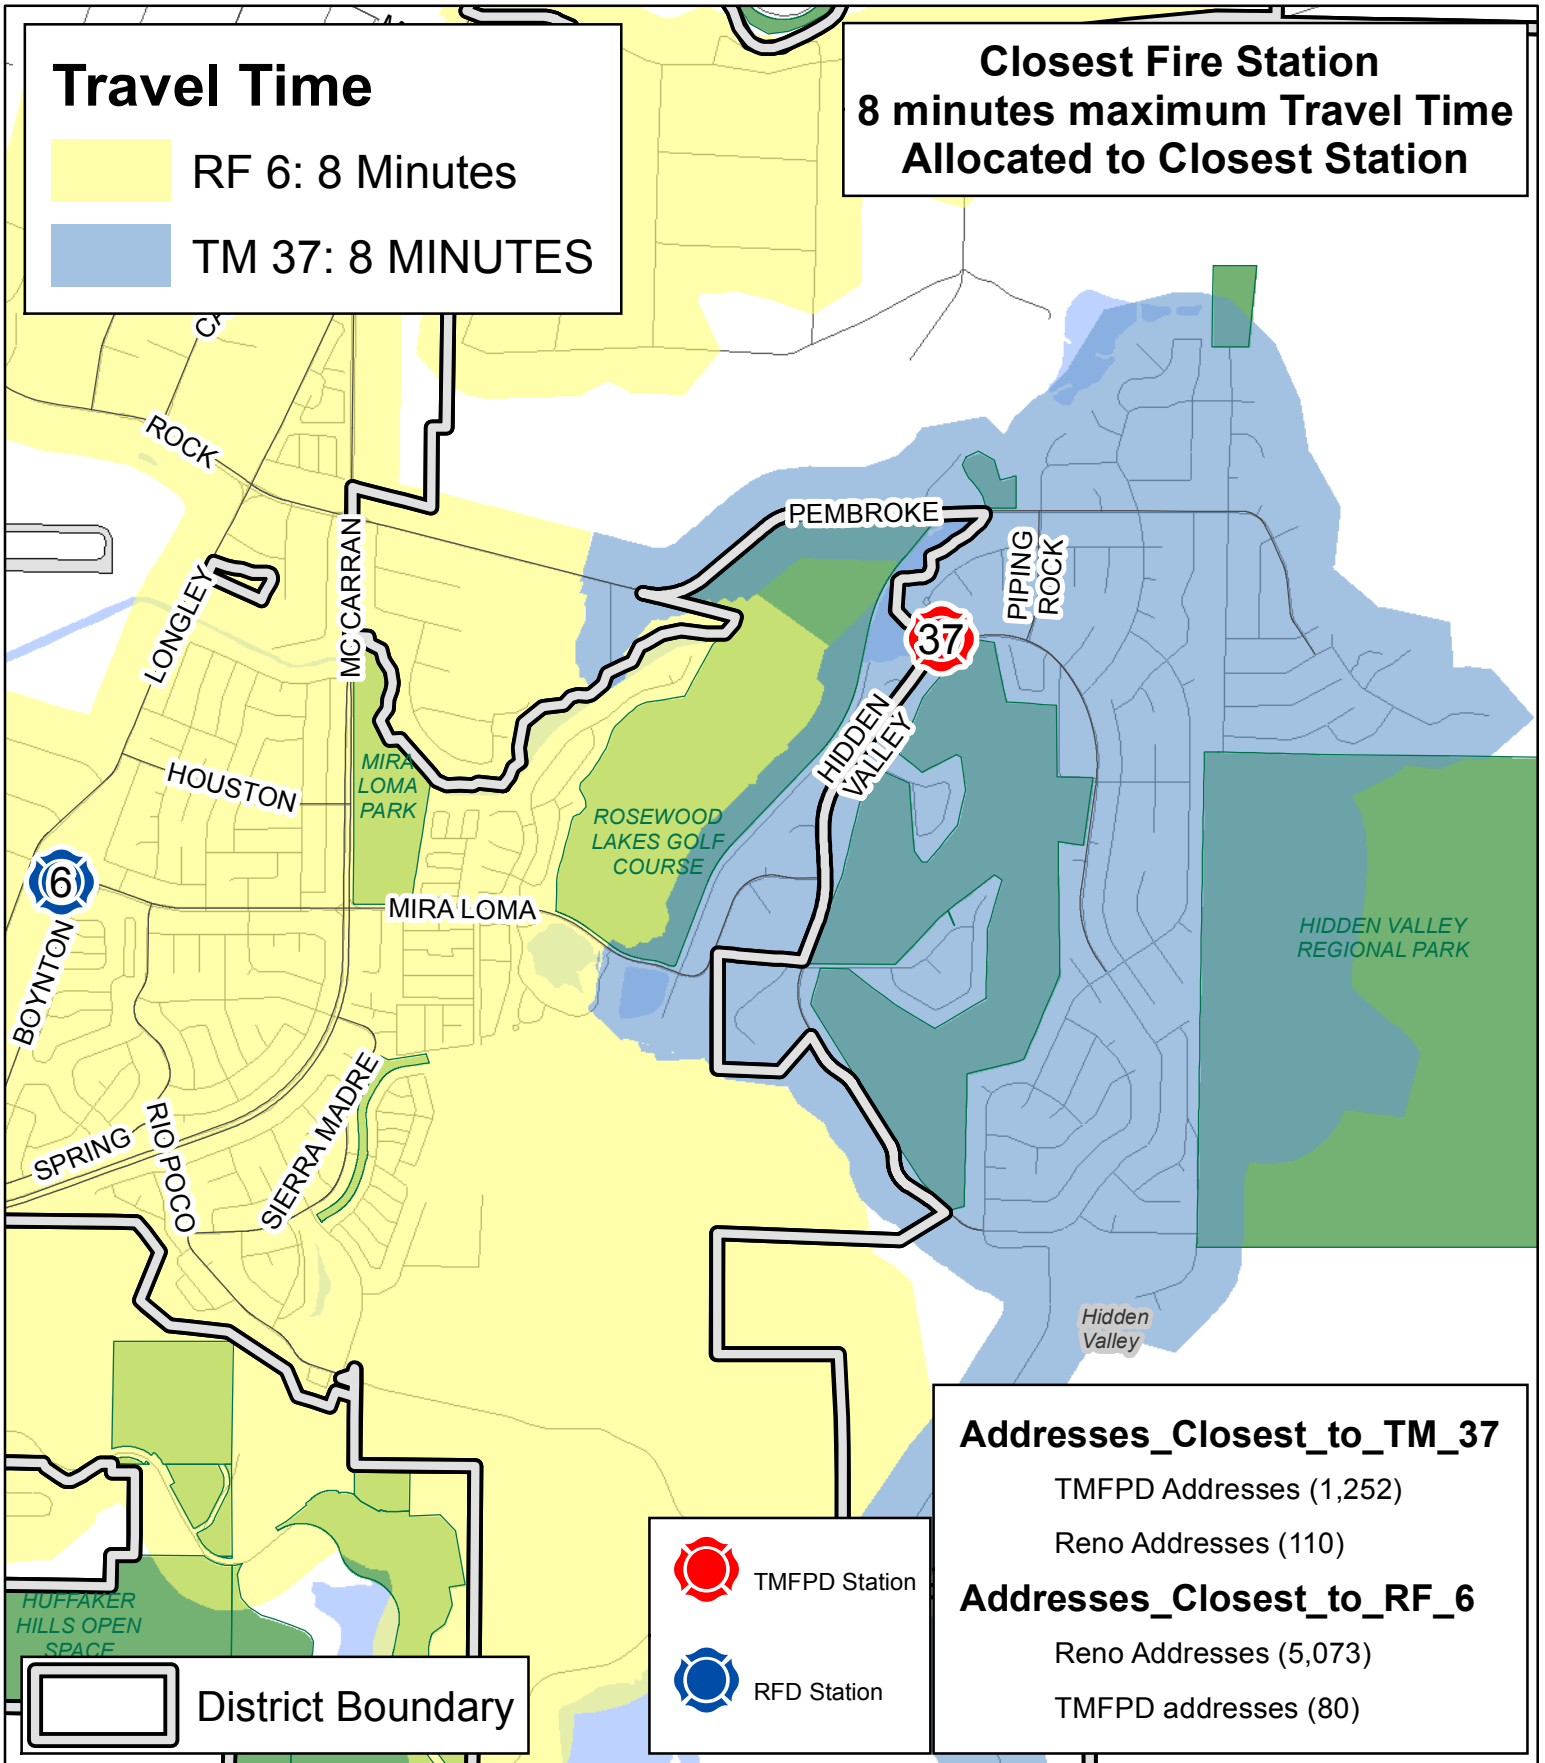 Travel Time
RF 6: 8 Minutes
TM 37: 8 MINUTES
Closest Fire Station
8 minutes maximum Travel Time
Allocated to Closest Station
ROCK
PEMBROKE
MCCARRAN
LONGLEY
PIPING
ROCK
37
HIDDEN
VALLEY
HOUSTON
MIRA
LOMA
PARK
ROSEWOOD
LAKES GOLF
COURSE
6
MIRA LOMA
BOYNTON
HIDDEN VALLEY
REGIONAL PARK
SPRING
RIO POCO
SIERRA MADRE
Hidden
Valley
HUFFAKER
HILLS OPEN
SPACE
District Boundary
TMFPD Station
RFD Station
Addresses_Closest_to_TM_37
TMFPD Addresses (1,252)
Reno Addresses (110)
Addresses_Closest_to_RF_6
Reno Addresses (5,073)
TMFPD addresses (80)